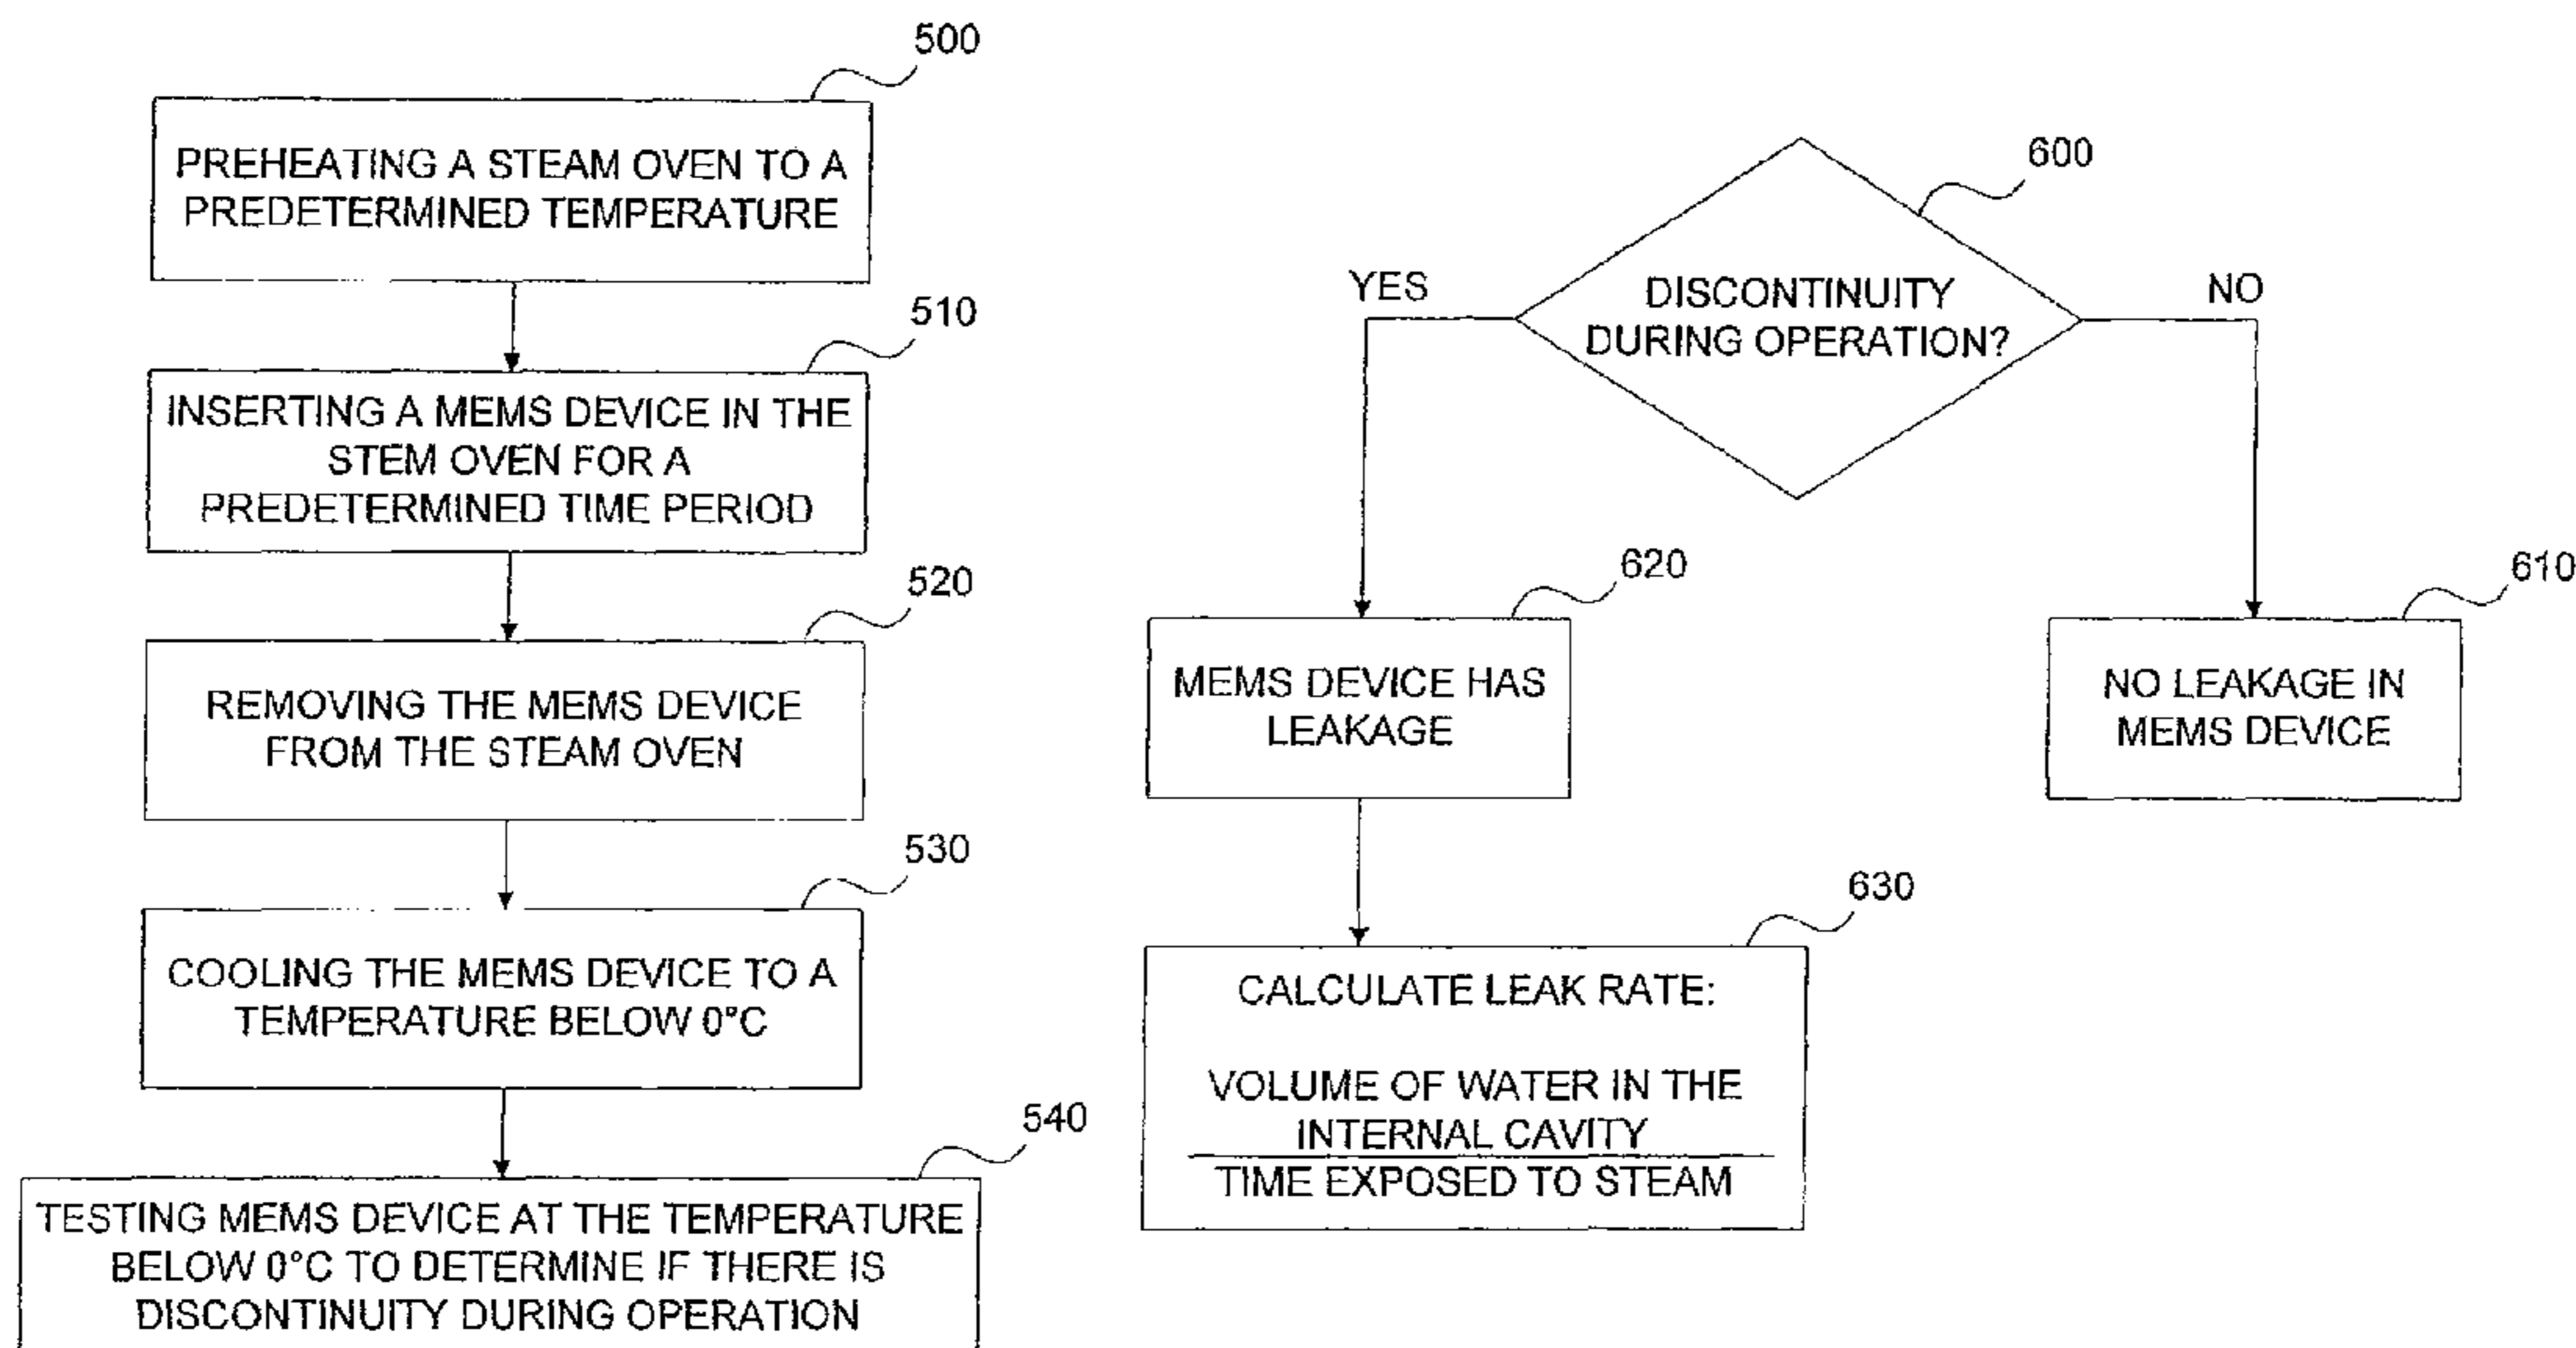 500
PREHEATING A STEAM OVEN TO A
PREDETERMINED TEMPERATURE
510
INSERTING A MEMS DEVICE IN THE
STEM OVEN FOR A
PREDETERMINED TIME PERIOD
520
REMOVING THE MEMS DEVICE
FROM THE STEAM OVEN
530
COOLING THE MEMS DEVICE TO A
TEMPERATURE BELOW 0°C
540
TESTING MEMS DEVICE AT THE TEMPERATURE
BELOW 0°C TO DETERMINE IF THERE IS
DISCONTINUITY DURING OPERATION
600
DISCONTINUITY
DURING OPERATION?
YES
NO
620
MEMS DEVICE HAS
LEAKAGE
610
NO LEAKAGE IN
MEMS DEVICE
630
CALCULATE LEAK RATE:
VOLUME OF WATER IN THE
INTERNAL CAVITY
TIME EXPOSED TO STEAM